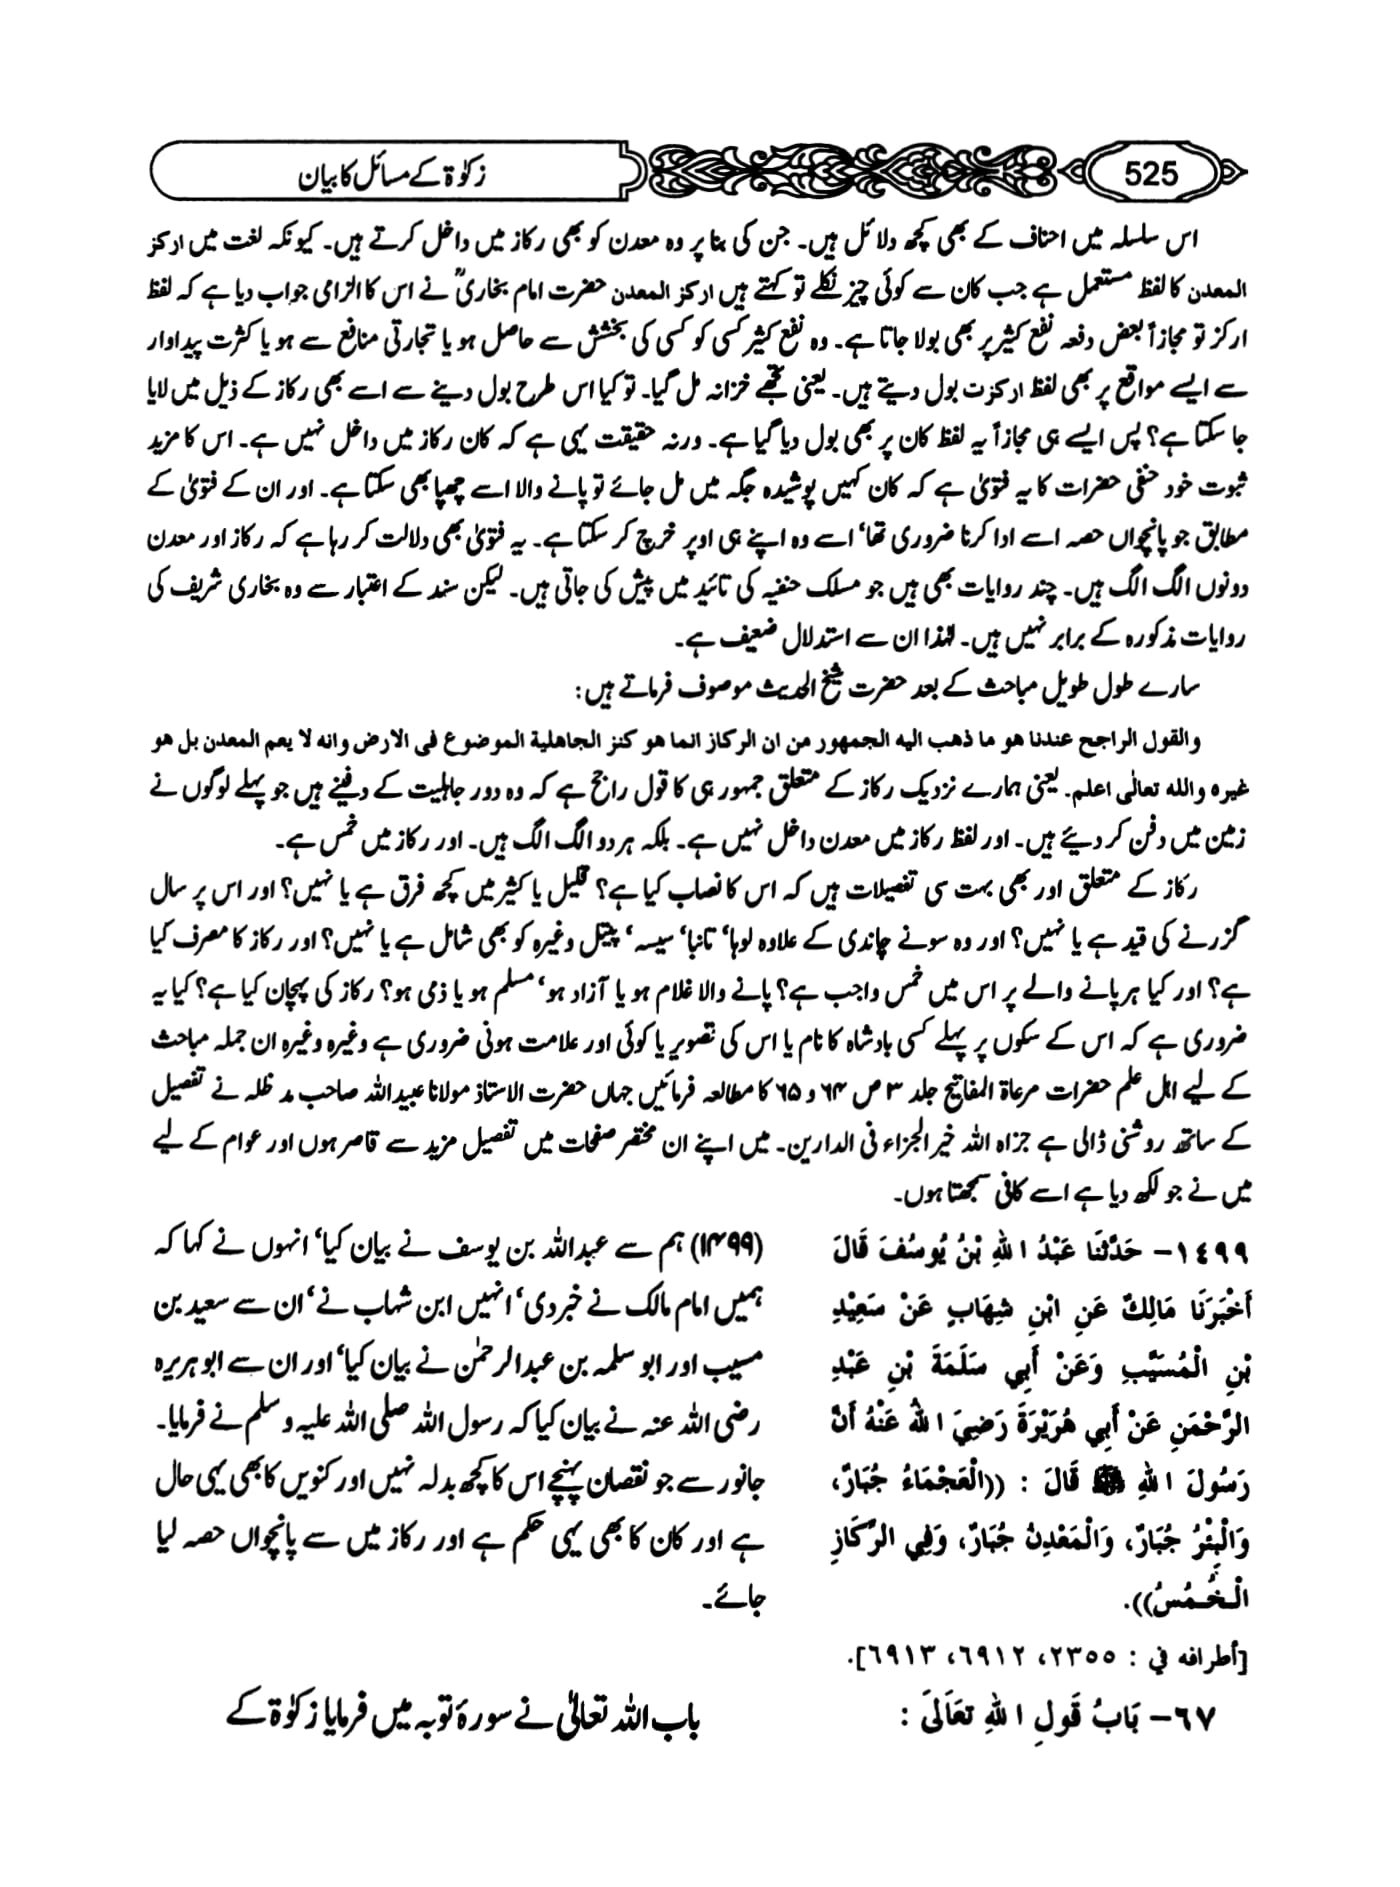 525
زکوٰۃ کے مسائل کا بیان
اس سلسلہ میں احناف کے بھی کچھ دلائل ہیں۔ جن کی بنا پر وہ معدن کو بھی رکاز میں داخل کرتے ہیں۔ کیونکہ لغت میں ارکز
المعدن کا لفظ مستعمل ہے جب کان سے کوئی چیز نکلے تو کہتے ہیں ارکز المعدن حضرت امام بخاریؒ نے اس کا الزامی جواب دیا ہے کہ لفظ
ارکز تو مجازاً بعض دفعہ نفع کثیر پر بھی بولا جاتا ہے۔ وہ نفع کثیر کسی کو کسی کی بخشش سے حاصل ہو یا تجارتی منافع سے ہو یا کثرت پیداوار
سے ایسے مواقع پر بھی لفظ ارکزت بول دیتے ہیں۔ یعنی تجھے خزانہ مل گیا۔ تو کیا اس طرح بول دینے سے اسے بھی رکاز کے ذیل میں لایا
جا سکتا ہے؟ پس ایسے ہی مجازاً یہ لفظ کان پر بھی بول دیا گیا ہے۔ ورنہ حقیقت یہی ہے کہ کان رکاز میں داخل نہیں ہے۔ اس کا مزید
ثبوت خود حنفی حضرات کا یہ فتویٰ ہے کہ کان کہیں پوشیدہ جگہ میں مل جائے تو پانے والا اسے چھپا بھی سکتا ہے۔ اور ان کے فتویٰ کے
مطابق جو پانچواں حصہ اسے ادا کرنا ضروری تھا‘ اسے وہ اپنے ہی اوپر خرچ کر سکتا ہے۔ یہ فتویٰ بھی دلالت کر رہا ہے کہ رکاز اور معدن
دونوں الگ الگ ہیں۔ چند روایات بھی ہیں جو مسلک حنفیہ کی تائید میں پیش کی جاتی ہیں۔ لیکن سند کے اعتبار سے وہ بخاری شریف کی
روایات مذکورہ کے برابر نہیں ہیں۔ لہٰذا ان سے استدلال ضعیف ہے۔
سارے طول طویل مباحث کے بعد حضرت شیخ الحدیث موصوف فرماتے ہیں:
والقول الراجح عندنا هو ما ذهب الیه الجمهور من ان الرکاز انما هو کنز الجاهلیة الموضوع فی الارض وانه لا یعم المعدن بل هو
غیره والله تعالٰی اعلم۔ یعنی ہمارے نزدیک رکاز کے متعلق جمہور ہی کا قول راجح ہے کہ وہ دور جاہلیت کے دفینے ہیں جو پہلے لوگوں نے
زمین میں دفن کر دیئے ہیں۔ اور لفظ رکاز میں معدن داخل نہیں ہے۔ بلکہ ہر دو الگ الگ ہیں۔ اور رکاز میں خمس ہے۔
رکاز کے متعلق اور بھی بہت سی تفصیلات ہیں کہ اس کا نصاب کیا ہے؟ قلیل یا کثیر میں کچھ فرق ہے یا نہیں؟ اور اس پر سال
گزرنے کی قید ہے یا نہیں؟ اور وہ سونے چاندی کے علاوہ لوہا‘ تانبا‘ سیسہ‘ پیتل وغیرہ کو بھی شامل ہے یا نہیں؟ اور رکاز کا مصرف کیا
ہے؟ اور کیا ہر پانے والے پر اس میں خمس واجب ہے؟ پانے والا غلام ہو یا آزاد ہو‘ مسلم ہو یا ذمی ہو؟ رکاز کی پہچان کیا ہے؟ کیا یہ
ضروری ہے کہ اس کے سکوں پر پہلے کسی بادشاہ کا نام یا اس کی تصویر یا کوئی اور علامت ہونی ضروری ہے وغیرہ وغیرہ ان جملہ مباحث
کے لیے اہل علم حضرات مرعاۃ المفاتیح جلد ۳ ص ۶۴ و ۶۵ کا مطالعہ فرمائیں جہاں حضرت الاستاذ مولانا عبیداللہ صاحب مد ظلہ نے تفصیل
کے ساتھ روشنی ڈالی ہے جزاہ اللہ خیر الجزاء فی الدارین۔ میں اپنے ان مختصر صفحات میں تفصیل مزید سے قاصر ہوں اور عوام کے لیے
میں نے جو لکھ دیا ہے اسے کافی سمجھتا ہوں۔
١٤٩٩- حَدَّثَنَا عَبْدُ اللهِ بْنُ يُوسُفَ قَالَ
أَخْبَرَنَا مَالِكٌ عَنِ ابْنِ شِهَابٍ عَنْ سَعِيْدِ
بْنِ الْمُسَيَّبِ وَعَنْ أَبِي سَلَمَةَ بْنِ عَبْدِ
الرَّحْمَنِ عَنْ أَبِي هُرَيْرَةَ رَضِيَ اللهُ عَنْهُ أَنَّ
رَسُولَ اللهِ ﷺ قَالَ : ((الْعَجْمَاءُ جُبَارٌ،
وَالْبِئْرُ جُبَارٌ، وَالْمَعْدِنُ جُبَارٌ، وَفِي الرِّكَازِ
الْخُمُسُ)).
[أطرافه في : ٢٣٥٥، ٦٩١٢، ٦٩١٣].
(۱۴۹۹) ہم سے عبداللہ بن یوسف نے بیان کیا‘ انہوں نے کہا کہ
ہمیں امام مالک نے خبر دی‘ انہیں ابن شہاب نے‘ ان سے سعید بن
مسیب اور ابو سلمہ بن عبدالرحمٰن نے بیان کیا‘ اور ان سے ابو ہریرہ
رضی اللہ عنہ نے بیان کیا کہ رسول اللہ صلی اللہ علیہ و سلم نے فرمایا۔
جانور سے جو نقصان پہنچے اس کا کچھ بدلہ نہیں اور کنویں کا بھی یہی حال
ہے اور کان کا بھی یہی حکم ہے اور رکاز میں سے پانچواں حصہ لیا
جائے۔
٦٧- بَابُ قَولِ اللهِ تَعَالَىَ :
باب اللہ تعالیٰ نے سورۂ توبہ میں فرمایا زکوٰۃ کے